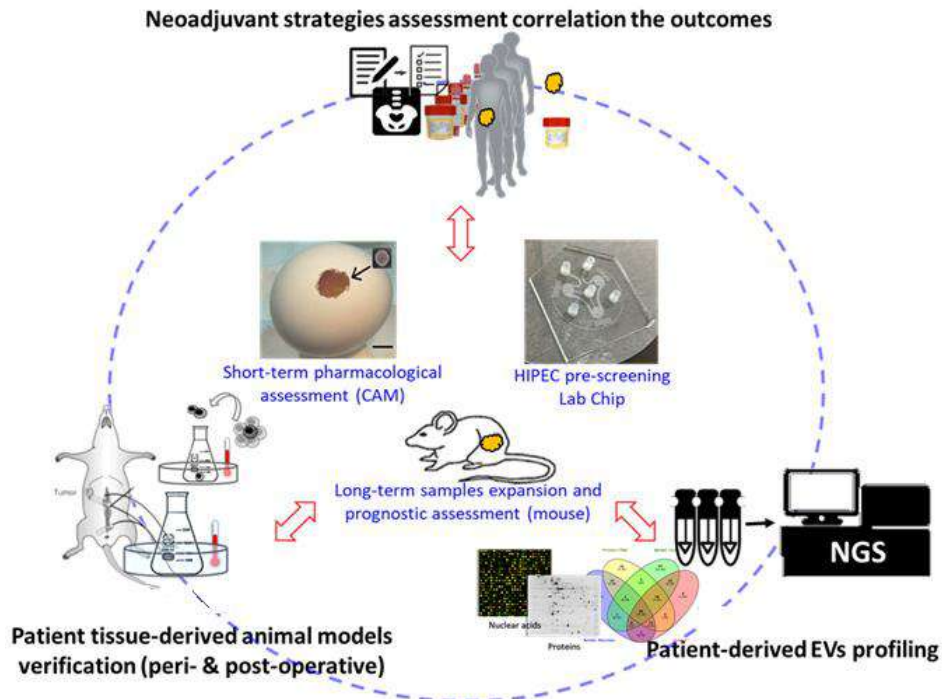 Neoadjuvant strategies assessment correlation the outcomes
Short-term pharmacological
assessment (CAM)
HIPEC pre-screening
Lab Chip
Tumor
Long-term samples expansion and
prognostic assessment (mouse)
NGS
Nuclear acids
Proteins
Patient tissue-derived animal models
verification (peri- & post-operative)
Patient-derived EVs profiling